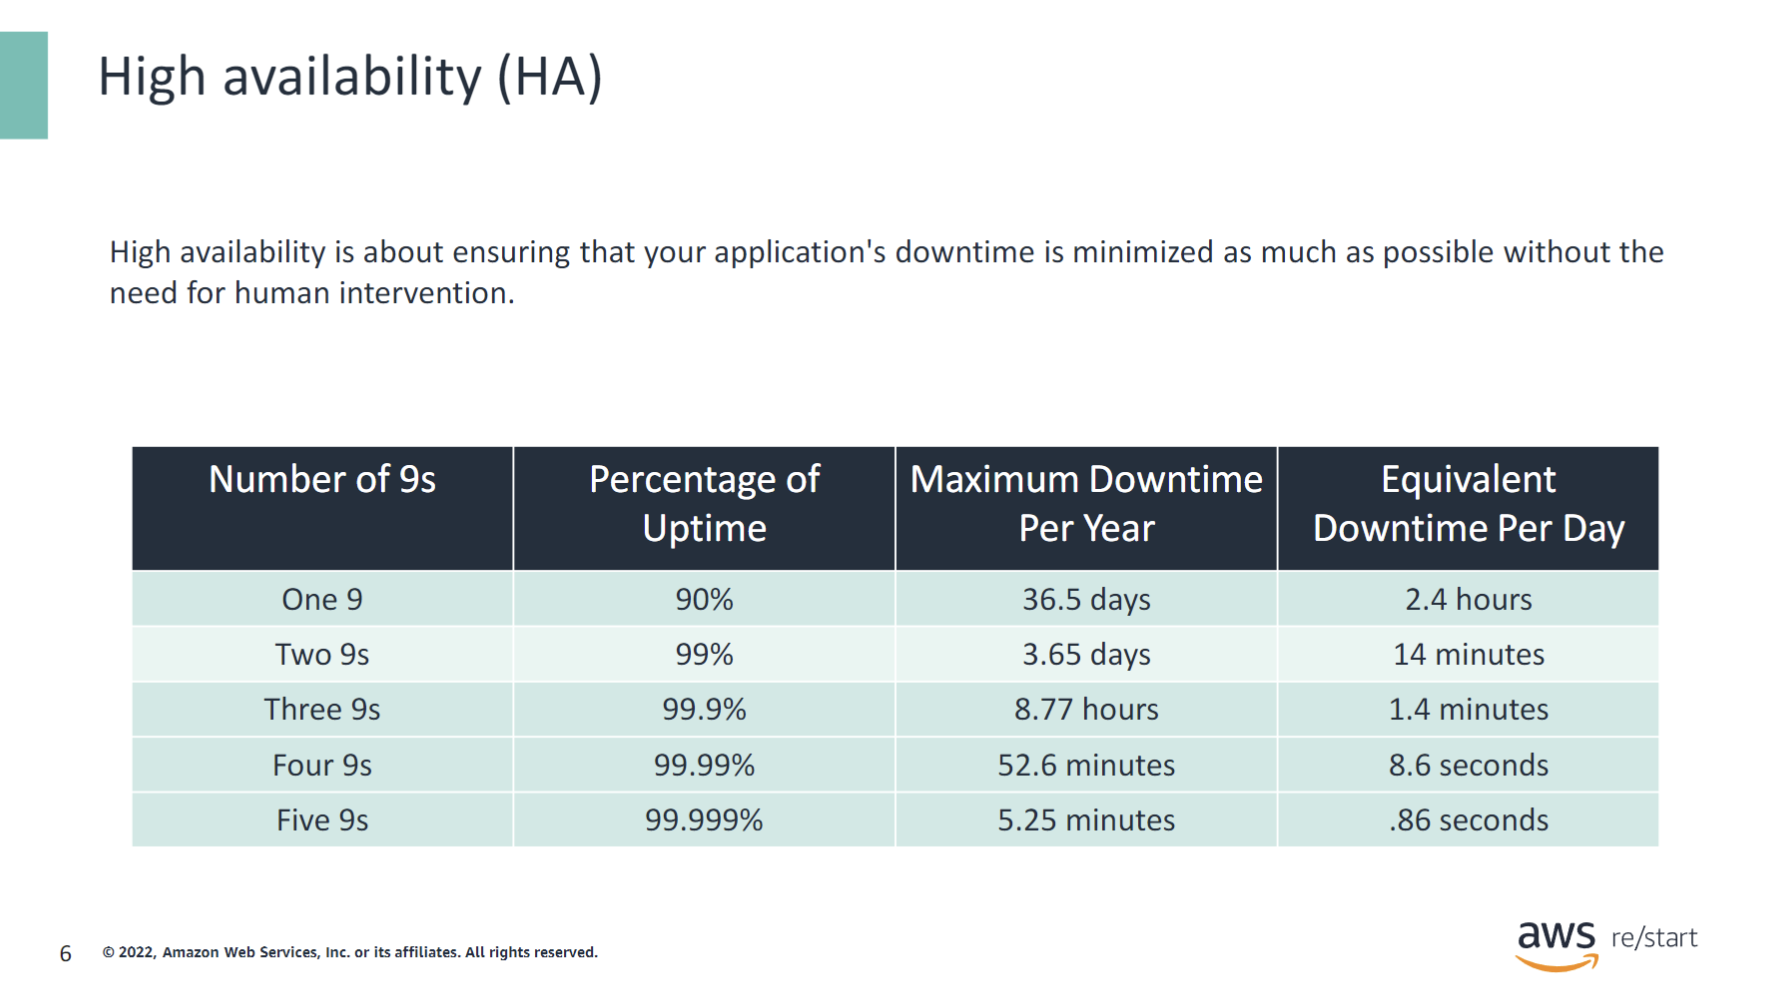 High availability (HA)
High availability is about ensuring that your application's downtime is minimized as much as possible without the
need for human intervention.
Number of 9s
Percentage of
Uptime
Maximum Downtime
Per Year
Equivalent
Downtime Per Day
One 9 90% 36.5 days 2.4 hours
Two 9s 99% 3.65 days 14 minutes
Three 9s 99.9% 8.77 hours 1.4 minutes
Four 9s 99.99% 52.6 minutes 8.6 seconds
Five 9s 99.999% 5.25 minutes .86 seconds
6 © 2022, Amazon Web Services, Inc. or its affiliates. All rights reserved.
aws re/start